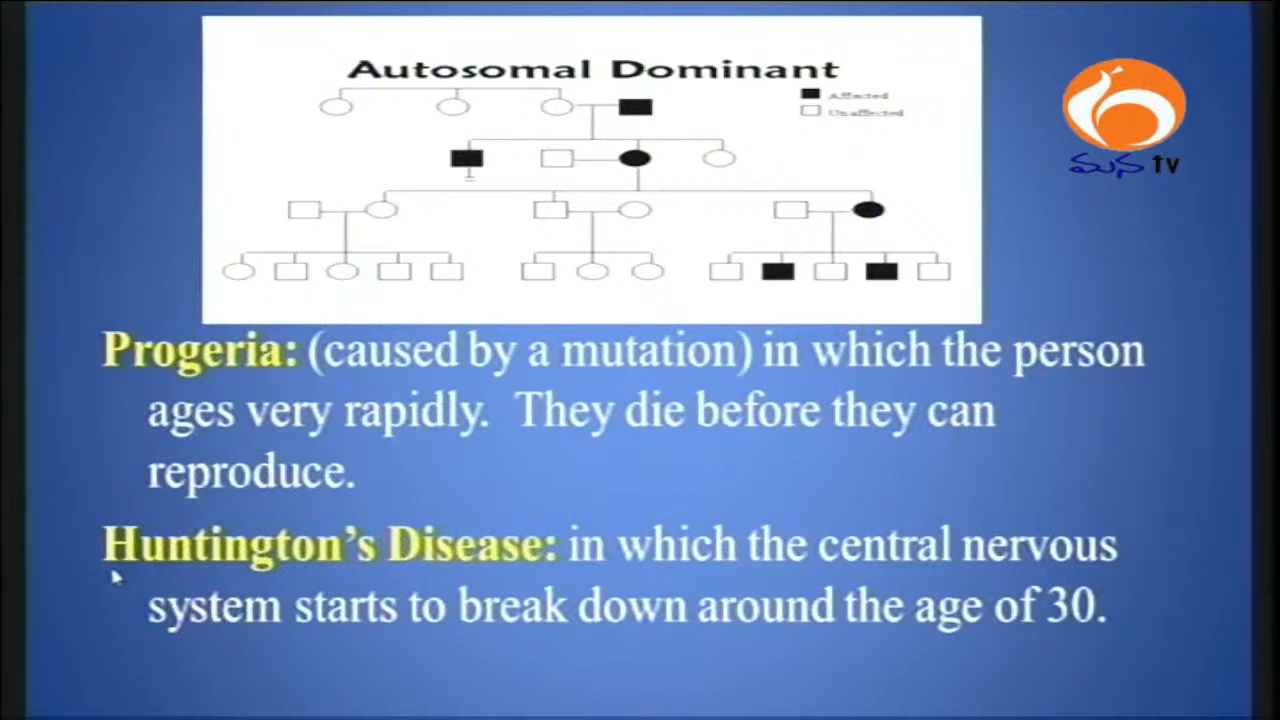 Autosomal Dominant
Affected
Unaffected
మన tv
Progeria: (caused by a mutation) in which the person
ages very rapidly. They die before they can
reproduce.
Huntington's Disease: in which the central nervous
system starts to break down around the age of 30.